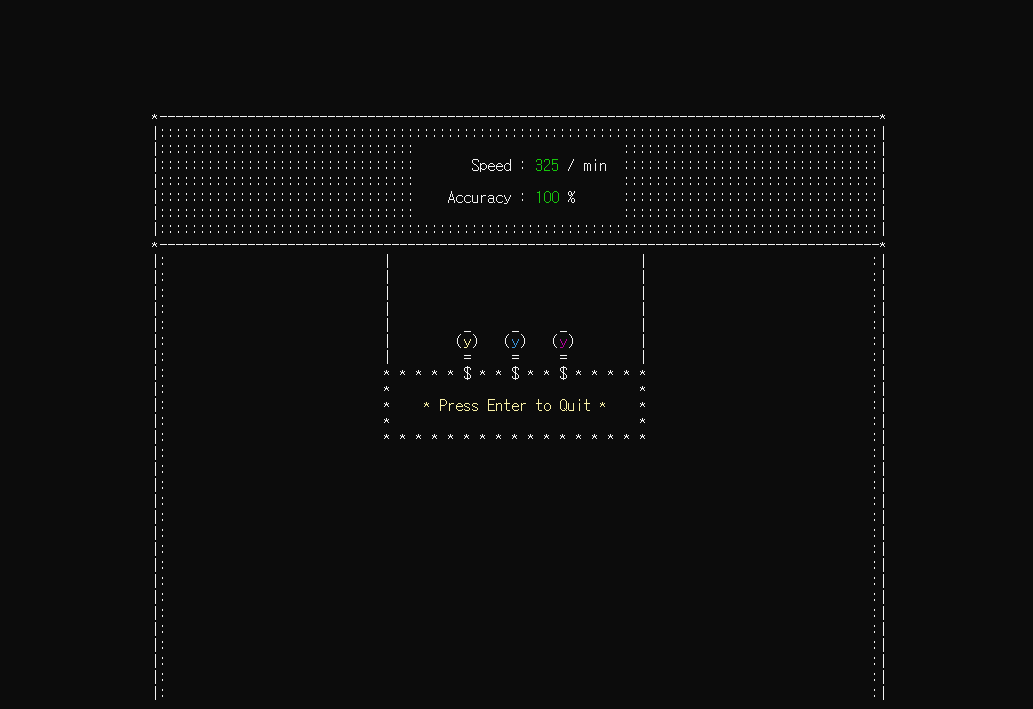 Speed : 325 / min
Accuracy : 100 %
(y) (y) (y)
= = =
$ $ $
* Press Enter to Quit *